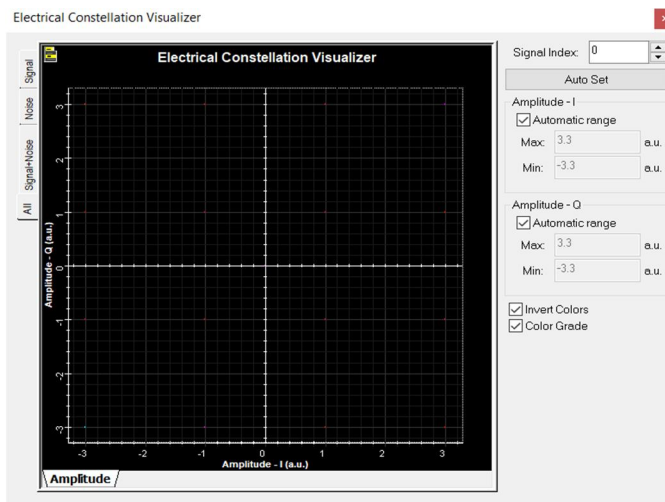 Electrical Constellation Visualizer
Electrical Constellation Visualizer
Signal
Noise
Signal+Noise
All
Amplitude - Q (a.u.)
3
2
1
0
-1
-2
-3
-3 -2 -1 0 1 2 3
Amplitude - I (a.u.)
Amplitude
Signal Index: 0
Auto Set
Amplitude - I
Automatic range
Max: 3.3 a.u.
Min: -3.3 a.u.
Amplitude - Q
Automatic range
Max: 3.3 a.u.
Min: -3.3 a.u.
Invert Colors
Color Grade